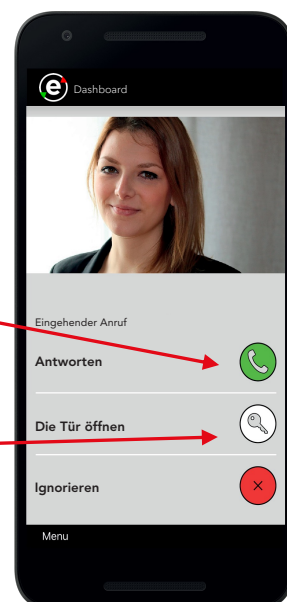 e
e Dashboard
Eingehender Anruf
Antworten
Die Tür öffnen
Ignorieren
Menu